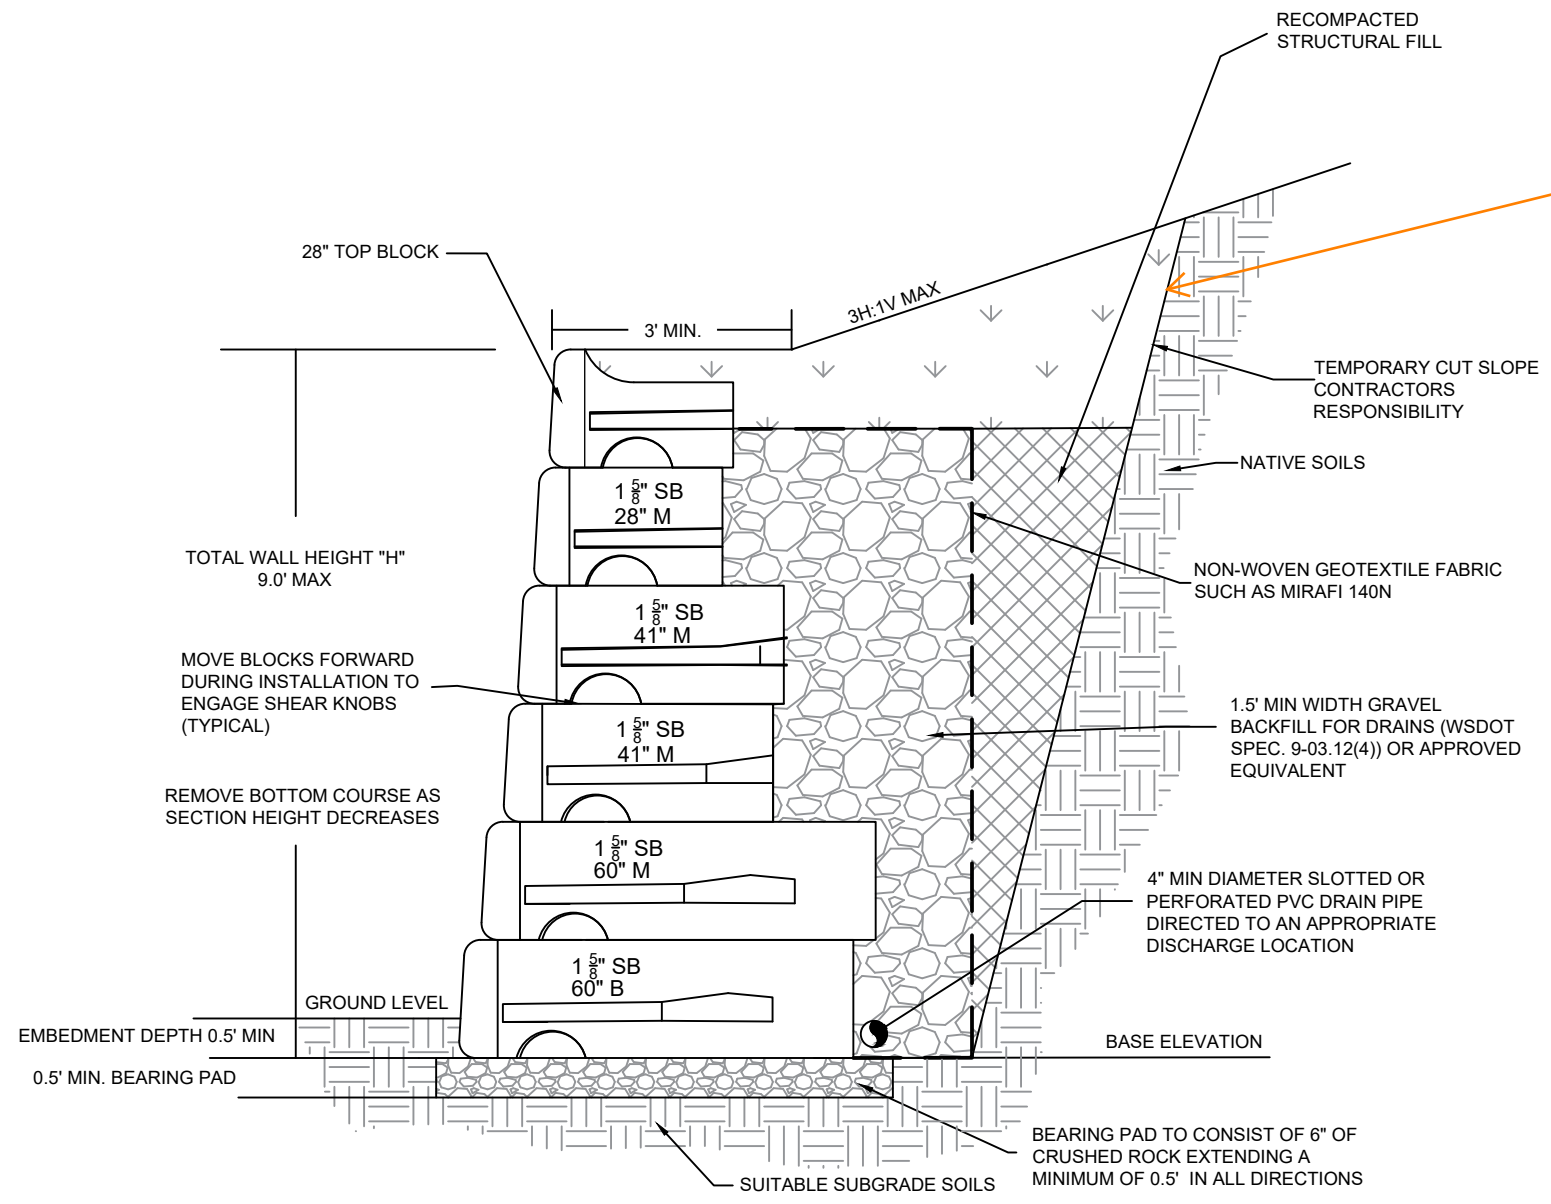 RECOMPACTED
STRUCTURAL FILL
28" TOP BLOCK
3' MIN.
3H:1V MAX
TEMPORARY CUT SLOPE
CONTRACTORS
RESPONSIBILITY
NATIVE SOILS
1 5/8" SB
28" M
TOTAL WALL HEIGHT "H"
9.0' MAX
NON-WOVEN GEOTEXTILE FABRIC
SUCH AS MIRAFI 140N
1 5/8" SB
41" M
MOVE BLOCKS FORWARD
DURING INSTALLATION TO
ENGAGE SHEAR KNOBS
(TYPICAL)
1 5/8" SB
41" M
1.5' MIN WIDTH GRAVEL
BACKFILL FOR DRAINS (WSDOT
SPEC. 9-03.12(4)) OR APPROVED
EQUIVALENT
REMOVE BOTTOM COURSE AS
SECTION HEIGHT DECREASES
1 5/8" SB
60" M
4" MIN DIAMETER SLOTTED OR
PERFORATED PVC DRAIN PIPE
DIRECTED TO AN APPROPRIATE
DISCHARGE LOCATION
1 5/8" SB
60" B
GROUND LEVEL
EMBEDMENT DEPTH 0.5' MIN
BASE ELEVATION
0.5' MIN. BEARING PAD
BEARING PAD TO CONSIST OF 6" OF
CRUSHED ROCK EXTENDING A
MINIMUM OF 0.5' IN ALL DIRECTIONS
SUITABLE SUBGRADE SOILS